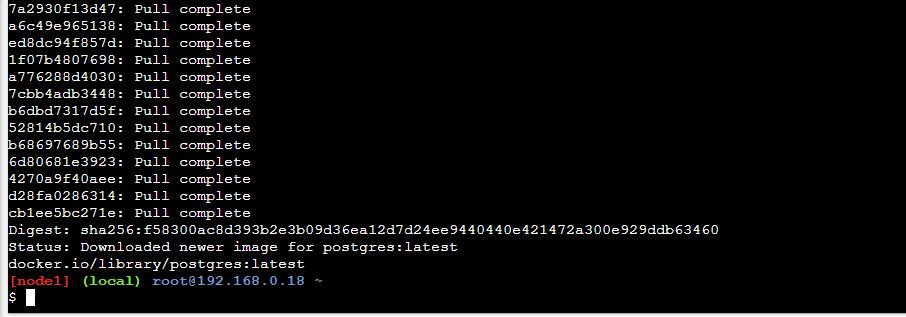 7a2930f13d47: Pull complete
a6c49e965138: Pull complete
ed8dc94f857d: Pull complete
1f07b4807698: Pull complete
a776288d4030: Pull complete
7cbb4adb3448: Pull complete
b6dbd7317d5f: Pull complete
52814b5dc710: Pull complete
b68697689b55: Pull complete
6d80681e3923: Pull complete
4270a9f40aee: Pull complete
d28fa0286314: Pull complete
cb1ee5bc271e: Pull complete
Digest: sha256:f58300ac8d393b2e3b09d36ea12d7d24ee9440440e421472a300e929ddb63460
Status: Downloaded newer image for postgres:latest
docker.io/library/postgres:latest
[node1] (local) root@192.168.0.18 ~
$